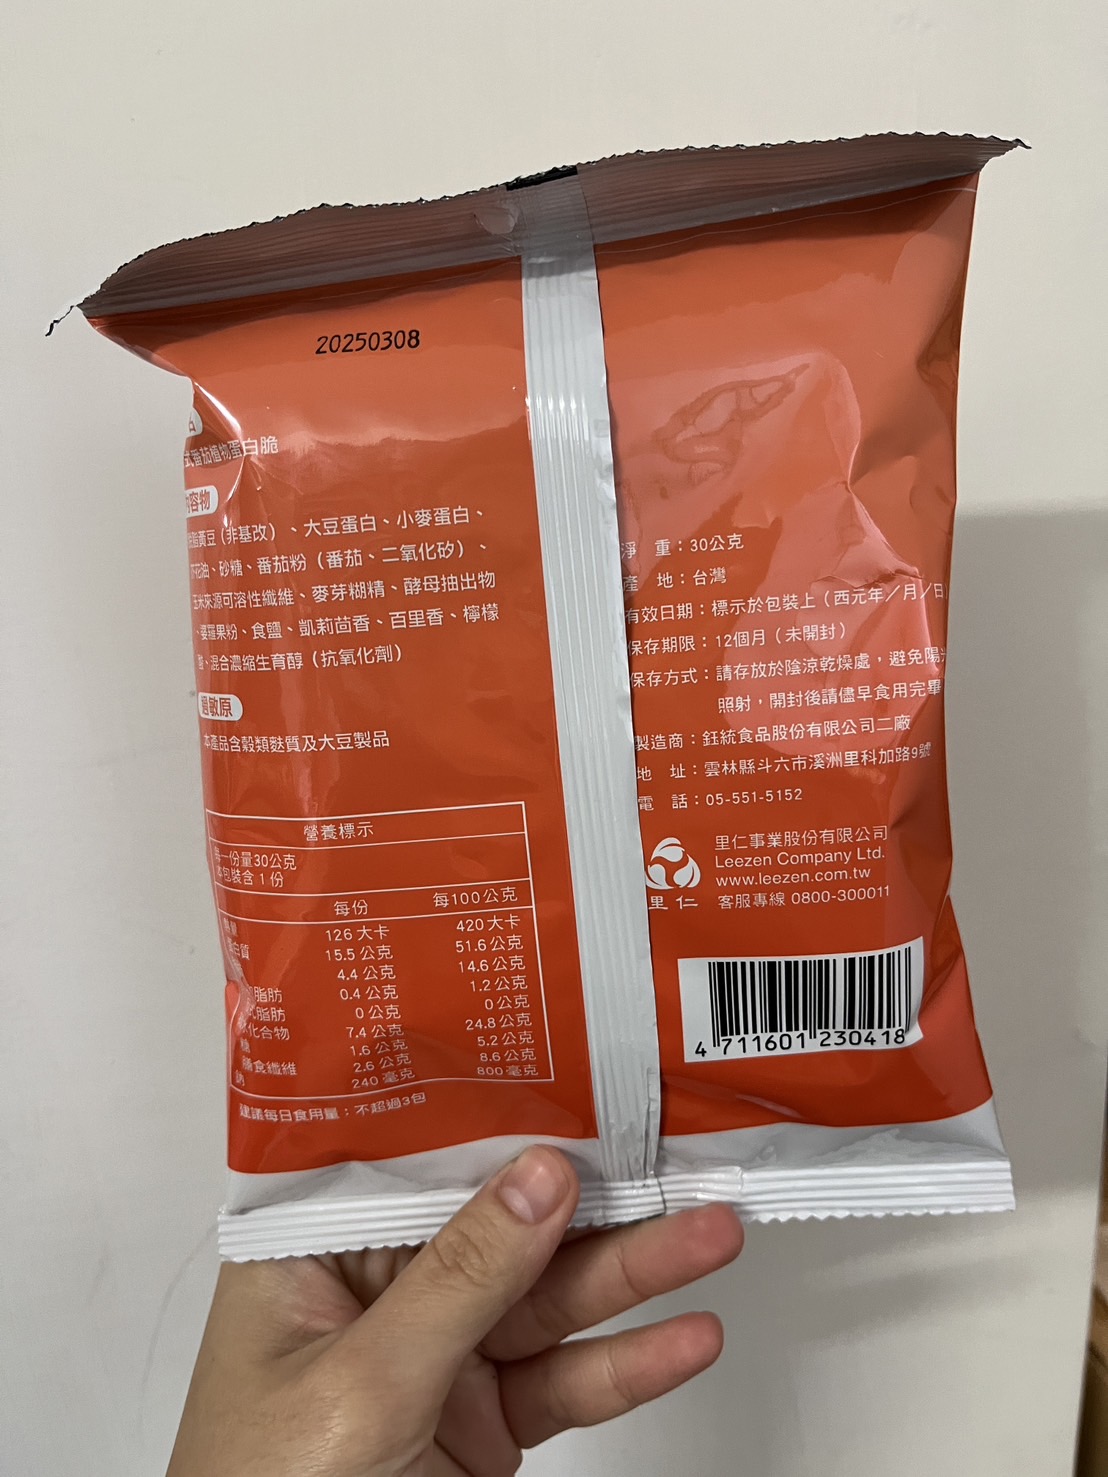 20250308
式番茄植物蛋白脆
內容物
脫脂黃豆（非基改）、大豆蛋白、小麥蛋白、
油、砂糖、番茄粉（番茄、二氧化矽）、
玉米來源可溶性纖維、麥芽糊精、酵母抽出物
、婆羅果粉、食鹽、凱莉茴香、百里香、檸檬
、混合濃縮生育醇（抗氧化劑）
過敏原
本產品含穀類麩質及大豆製品
營養標示
每一份量30公克
本包裝含 1 份
每份 每100公克
熱量 126 大卡 420 大卡
蛋白質 15.5 公克 51.6 公克
4.4 公克 14.6 公克
脂肪 0.4 公克 1.2 公克
脂肪 0 公克 0 公克
化合物 7.4 公克 24.8 公克
糖 1.6 公克 5.2 公克
膳食纖維 2.6 公克 8.6 公克
鈉 240 毫克 800 毫克
建議每日食用量：不超過3包
淨 重：30公克
產 地：台灣
有效日期：標示於包裝上（西元年／月／日
保存期限：12個月（未開封）
保存方式：請存放於陰涼乾燥處，避免陽光
照射，開封後請儘早食用完畢
製造商：鈺統食品股份有限公司二廠
地 址：雲林縣斗六市溪洲里科加路9號
電 話：05-551-5152
里仁
里仁事業股份有限公司
Leezen Company Ltd.
www.leezen.com.tw
客服專線 0800-300011
4 711601 230418